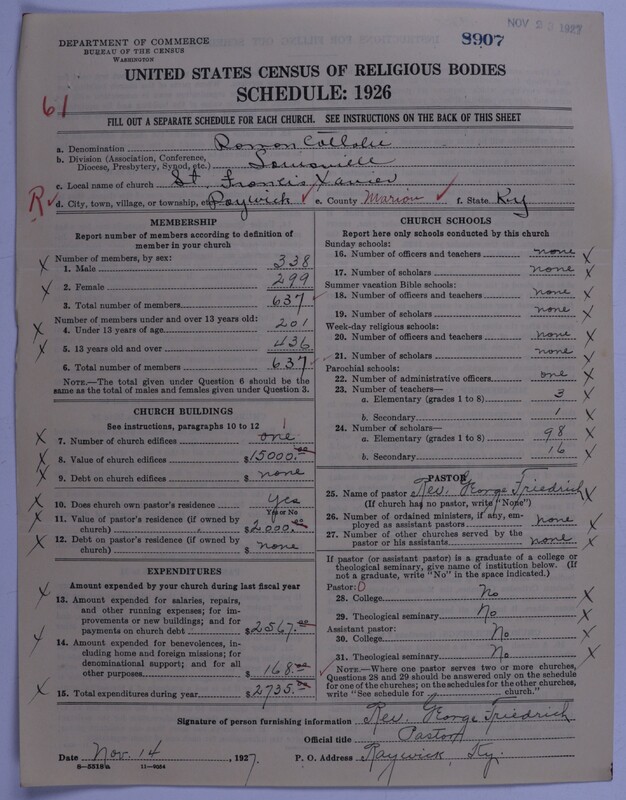 NOV 22 1927
8907
DEPARTMENT OF COMMERCE
BUREAU OF THE CENSUS
WASHINGTON
UNITED STATES CENSUS OF RELIGIOUS BODIES
SCHEDULE: 1926
61
FILL OUT A SEPARATE SCHEDULE FOR EACH CHURCH. SEE INSTRUCTIONS ON THE BACK OF THIS SHEET
a. Denomination Roman Catholic
b. Division (Association, Conference, Diocese, Presbytery, Synod, etc.) Louisville
c. Local name of church St. Francis Xavier
R
d. City, town, village, or township, etc. Raywick e. County Marion f. State Ky
MEMBERSHIP
Report number of members according to definition of
member in your church
Number of members, by sex:
1. Male 338
2. Female 299
3. Total number of members 637
Number of members under and over 13 years old:
4. Under 13 years of age 201
5. 13 years old and over 436
6. Total number of members 637
NOTE.—The total given under Question 6 should be the
same as the total of males and females given under Question 3.
CHURCH BUILDINGS
See instructions, paragraphs 10 to 12
7. Number of church edifices one 1
8. Value of church edifices $15000.00
9. Debt on church edifices $ none
10. Does church own pastor's residence Yes
Yes or No
11. Value of pastor's residence (if owned by
church) $2000.00
12. Debt on pastor's residence (if owned by
church) $ none
EXPENDITURES
Amount expended by your church during last fiscal year
13. Amount expended for salaries, repairs,
and other running expenses; for im-
provements or new buildings; and for
payments on church debt $2567.00
14. Amount expended for benevolences, in-
cluding home and foreign missions; for
denominational support; and for all
other purposes $ 168.00
15. Total expenditures during year $2735.00
CHURCH SCHOOLS
Report here only schools conducted by this church
Sunday schools:
16. Number of officers and teachers none
17. Number of scholars none
Summer vacation Bible schools:
18. Number of officers and teachers none
19. Number of scholars none
Week-day religious schools:
20. Number of officers and teachers none
21. Number of scholars none
Parochial schools:
22. Number of administrative officers one
23. Number of teachers—
a. Elementary (grades 1 to 8) 3
b. Secondary 1
24. Number of scholars—
a. Elementary (grades 1 to 8) 98
b. Secondary 16
PASTOR
25. Name of pastor Rev. George Friedrich
(If church has no pastor, write "None")
26. Number of ordained ministers, if any, em-
ployed as assistant pastors none
27. Number of other churches served by the
pastor or his assistants none
If pastor (or assistant pastor) is a graduate of a college or
theological seminary, give name of institution below. (If
not a graduate, write "No" in the space indicated.)
Pastor: 0
28. College No
29. Theological seminary No
Assistant pastor:
30. College No
31. Theological seminary No
NOTE.—Where one pastor serves two or more churches,
Questions 28 and 29 should be answered only on the schedule
for one of the churches; on the schedules for the other churches,
write "See schedule for church."
Signature of person furnishing information Rev. George Friedrich
Official title Pastor
Date Nov. 14, 1927. P. O. Address Raywick, Ky.
8—5518a 11—9064